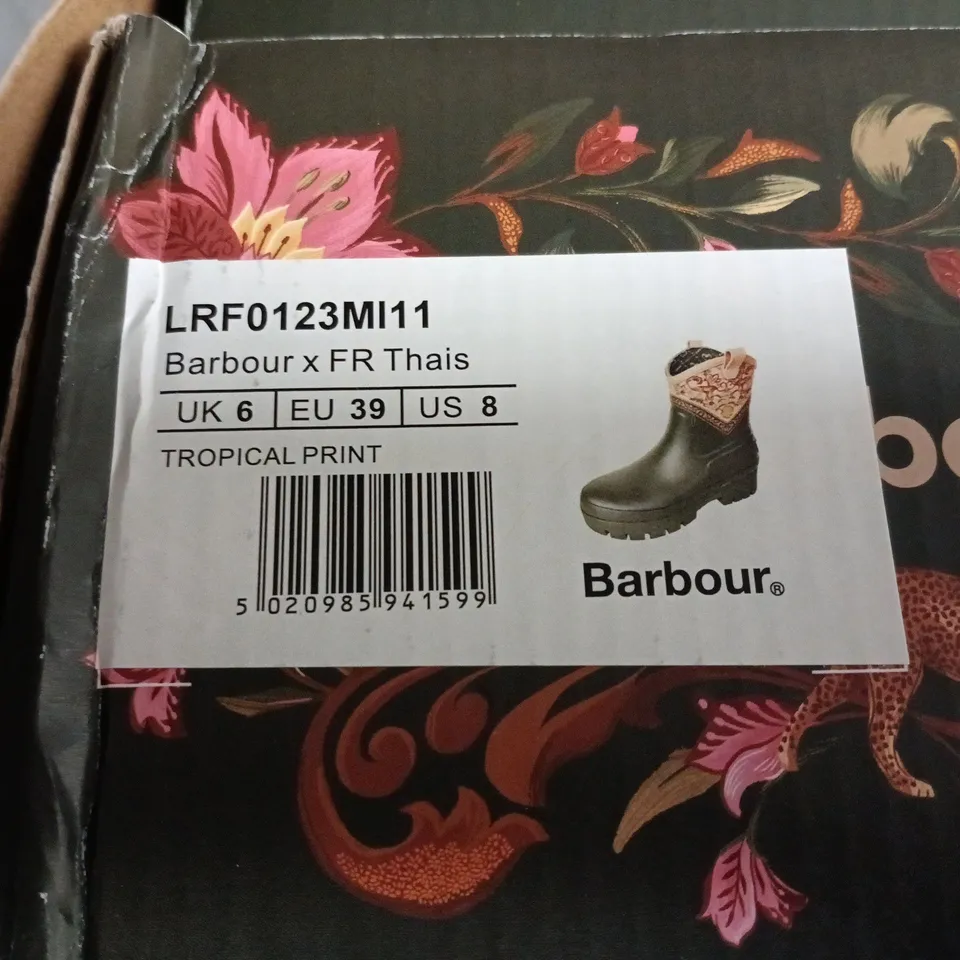 LRF0123MI11
Barbour x FR Thais
UK 6 EU 39 US 8
TROPICAL PRINT
5 020985 941599
Barbour®